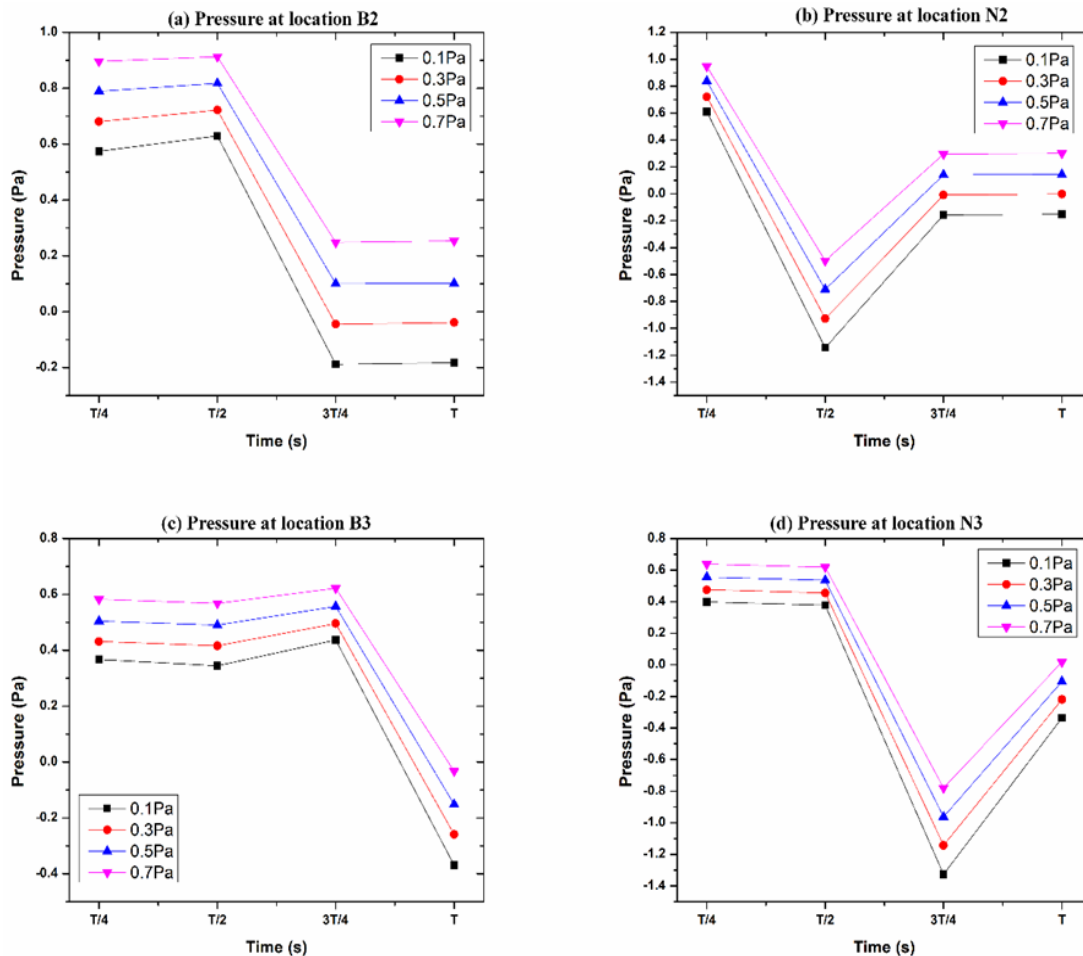 (a) Pressure at location B2
1.0
0.8
0.6
0.4
0.2
0.0
-0.2
Pressure (Pa)
0.1Pa
0.3Pa
0.5Pa
0.7Pa
T/4 T/2 3T/4 T
Time (s)
(b) Pressure at location N2
1.2
1.0
0.8
0.6
0.4
0.2
0.0
-0.2
-0.4
-0.6
-0.8
-1.0
-1.2
-1.4
Pressure (Pa)
0.1Pa
0.3Pa
0.5Pa
0.7Pa
T/4 T/2 3T/4 T
Time (s)
(c) Pressure at location B3
0.8
0.6
0.4
0.2
0.0
-0.2
-0.4
Pressure (Pa)
0.1Pa
0.3Pa
0.5Pa
0.7Pa
T/4 T/2 3T/4 T
Time (s)
(d) Pressure at location N3
0.8
0.6
0.4
0.2
0.0
-0.2
-0.4
-0.6
-0.8
-1.0
-1.2
-1.4
Pressure (Pa)
0.1Pa
0.3Pa
0.5Pa
0.7Pa
T/4 T/2 3T/4 T
Time (s)